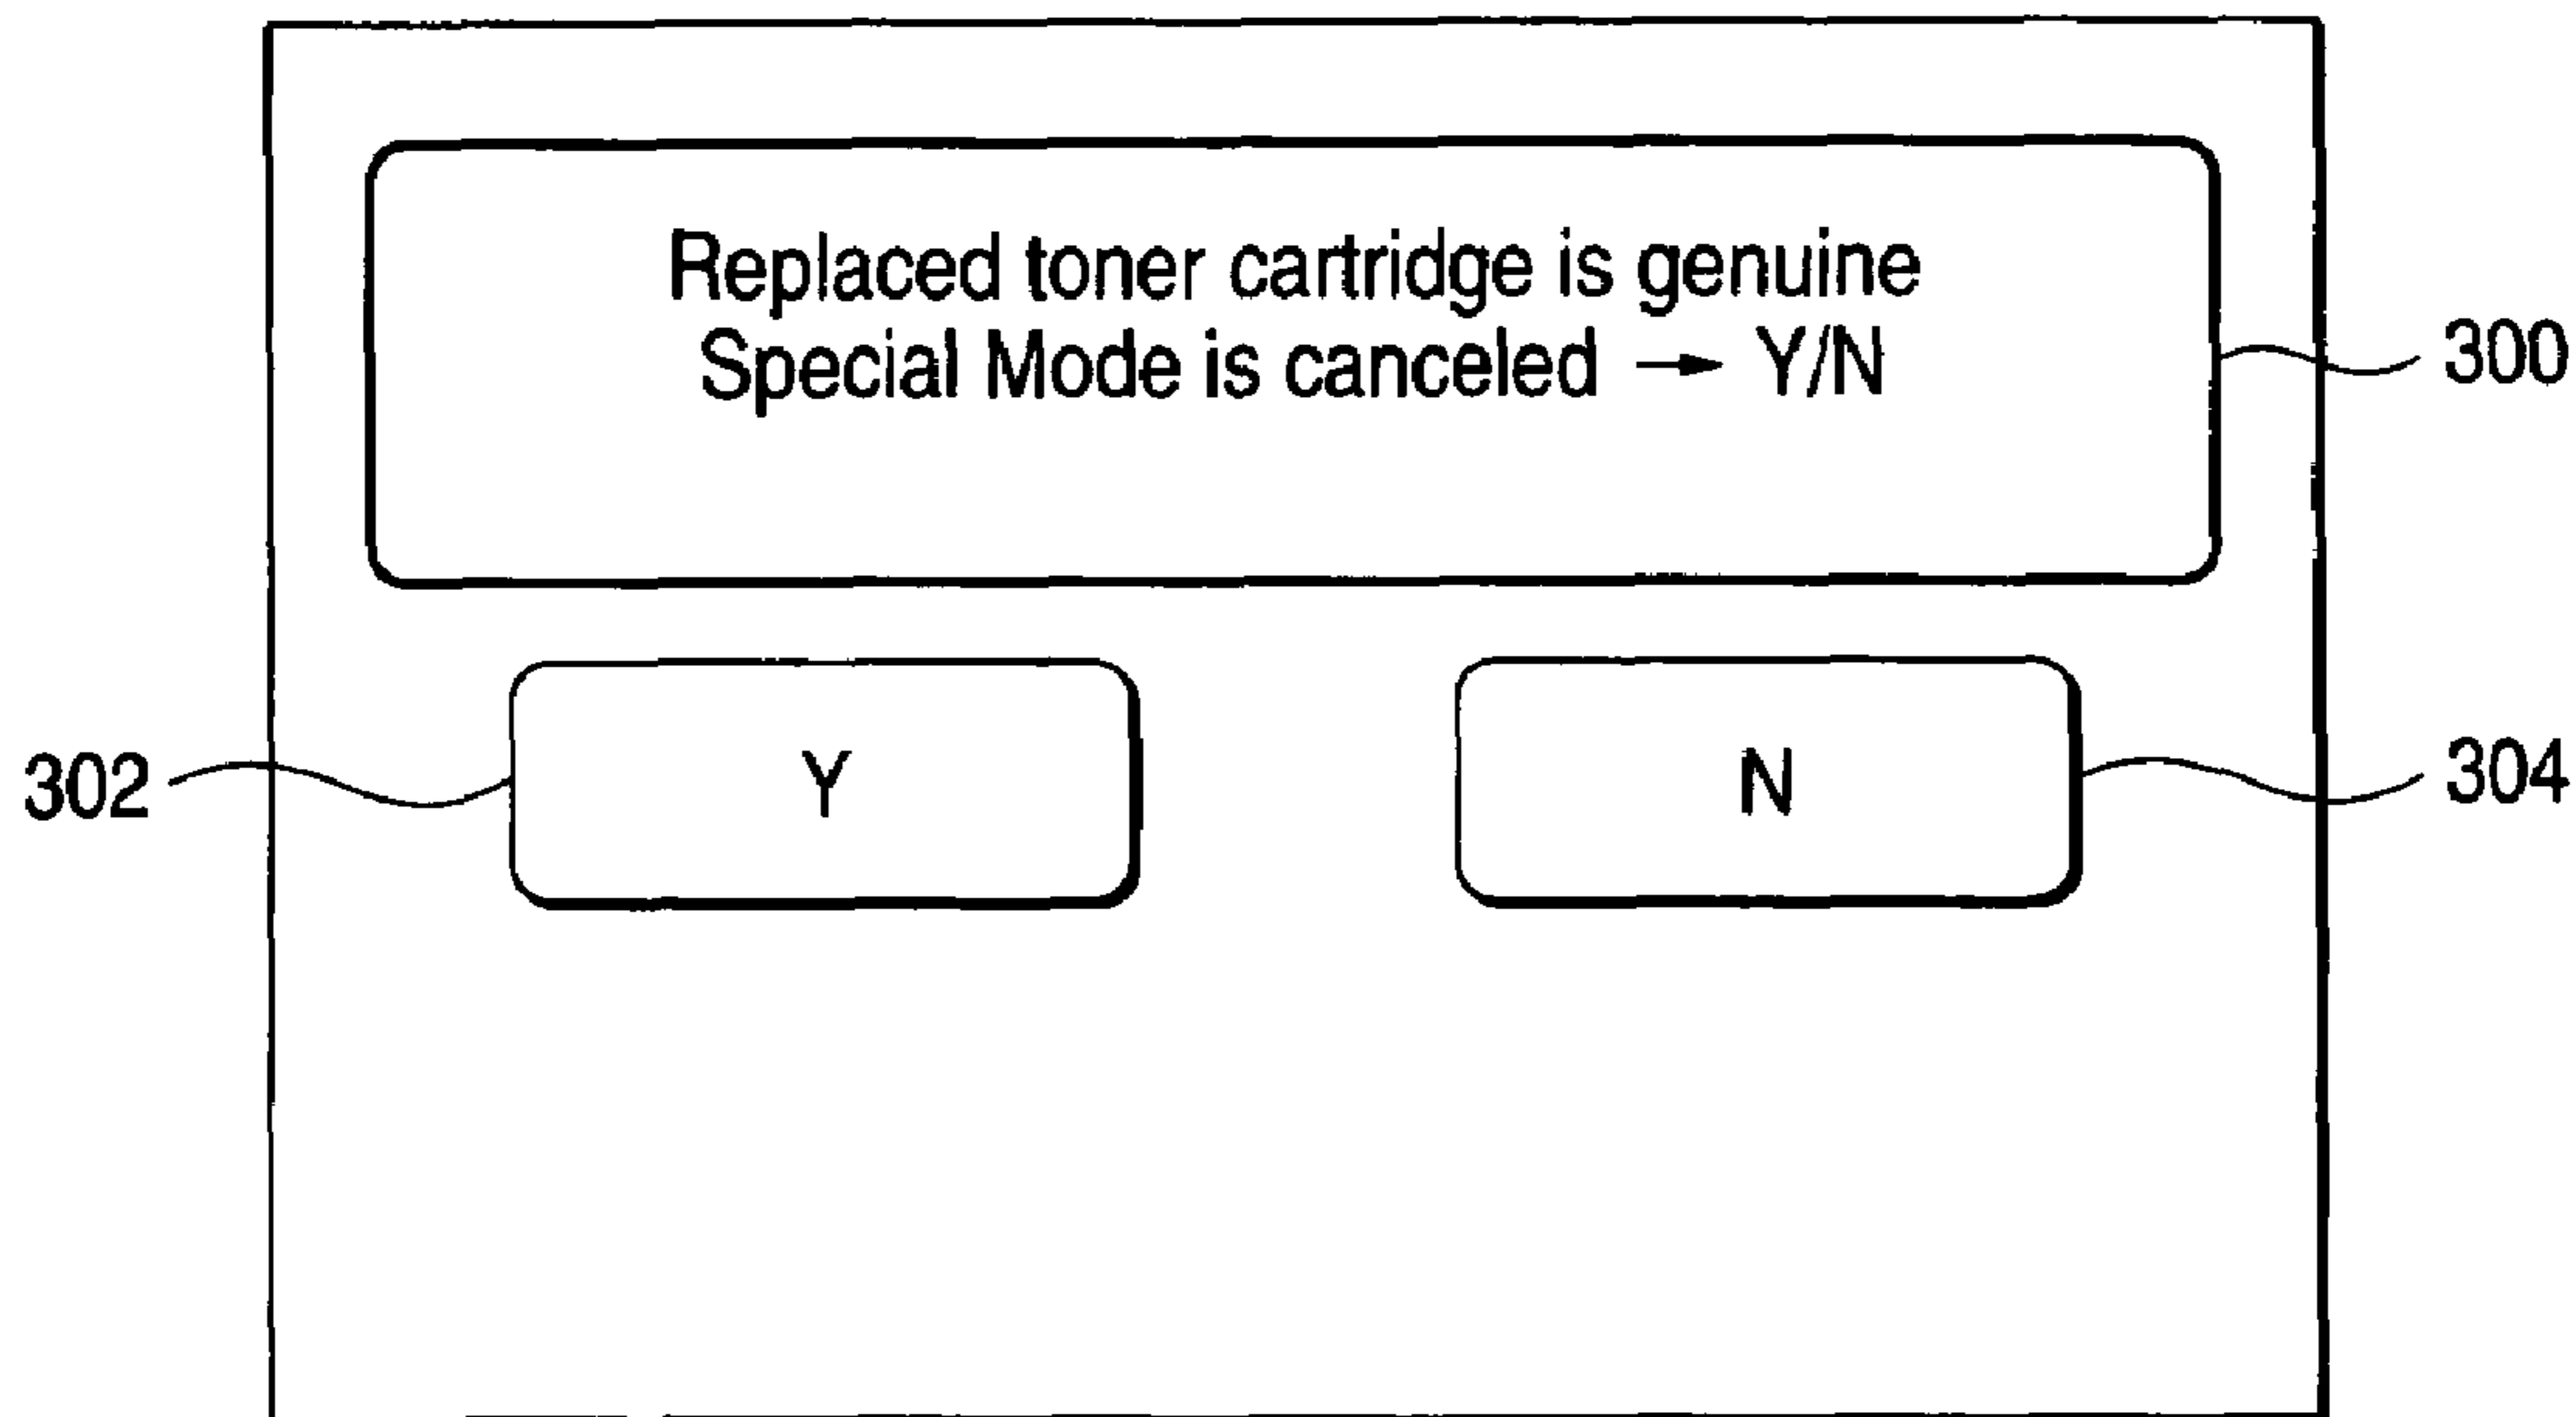 Replaced toner cartridge is genuine
Special Mode is canceled → Y/N
300
302
Y
N
304